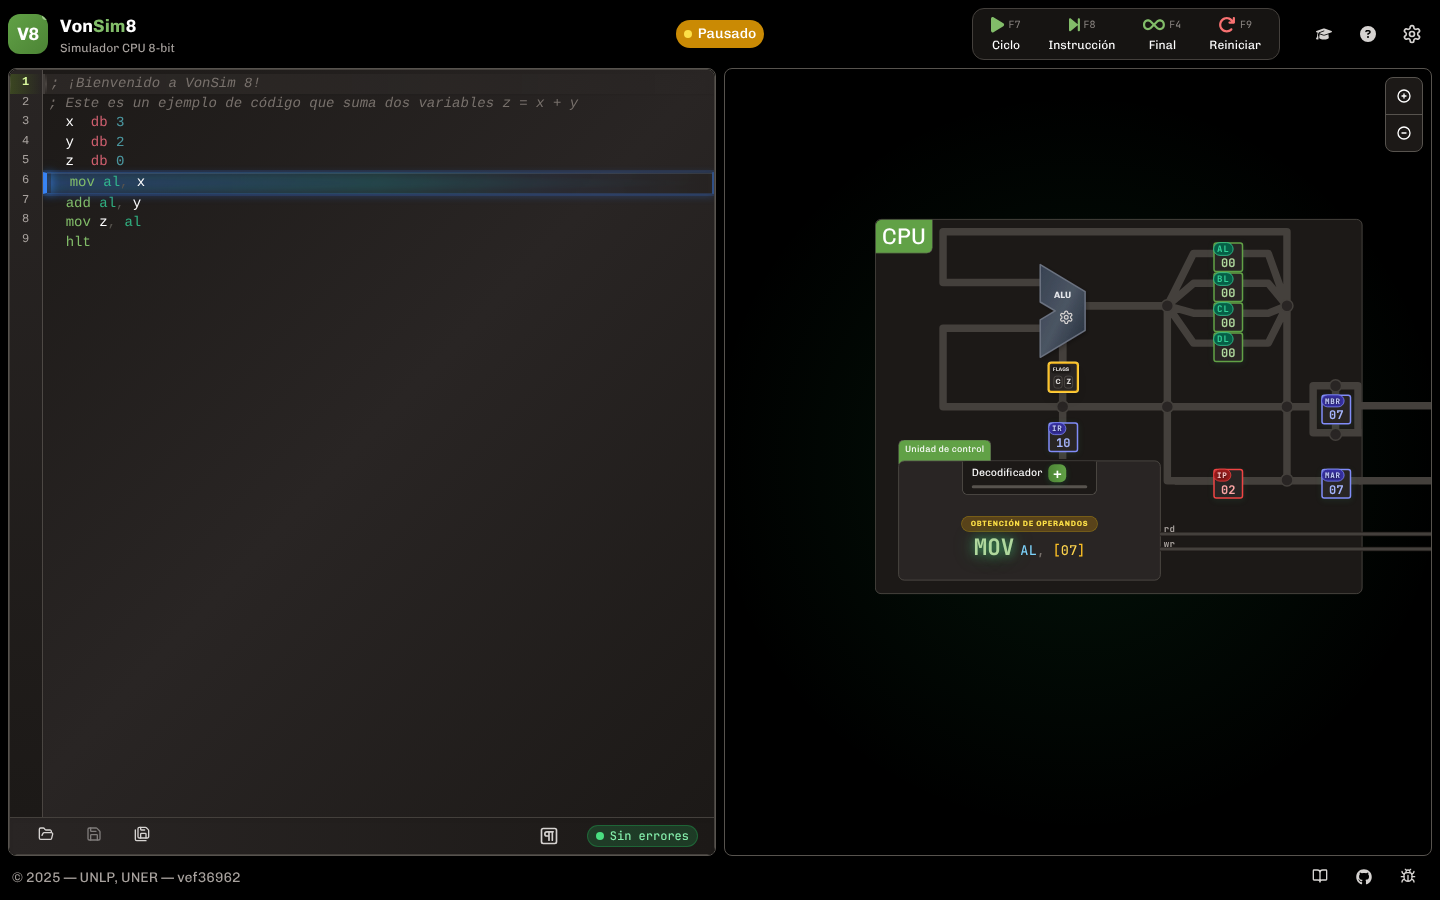 V8
VonSim8
Simulador CPU 8-bit
Pausado
F7
Ciclo
F8
Instrucción
F4
Final
F9
Reiniciar
1 ; ¡Bienvenido a VonSim 8!
2 ; Este es un ejemplo de código que suma dos variables z = x + y
3 x db 3
4 y db 2
5 z db 0
6 mov al, x
7 add al, y
8 mov z, al
9 hlt
Sin errores
CPU
ALU
AL
00
BL
00
CL
00
DL
00
FLAGS
C Z
MBR
07
IR
10
Unidad de control
Decodificador
IP
02
MAR
07
OBTENCIÓN DE OPERANDOS
MOV AL, [07]
rd
wr
© 2025 — UNLP, UNER — vef36962